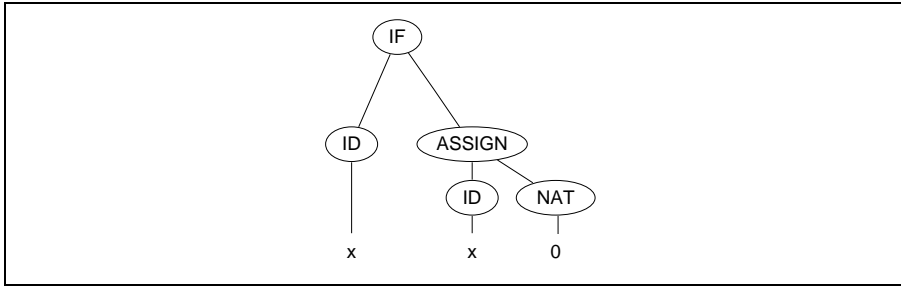 IF
ID ASSIGN
ID NAT
x x 0